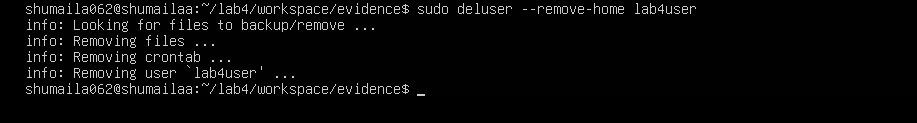 shumaila062@shumailaa:~/lab4/workspace/evidence$ sudo deluser --remove-home lab4user
info: Looking for files to backup/remove ...
info: Removing files ...
info: Removing crontab ...
info: Removing user `lab4user' ...
shumaila062@shumailaa:~/lab4/workspace/evidence$ _